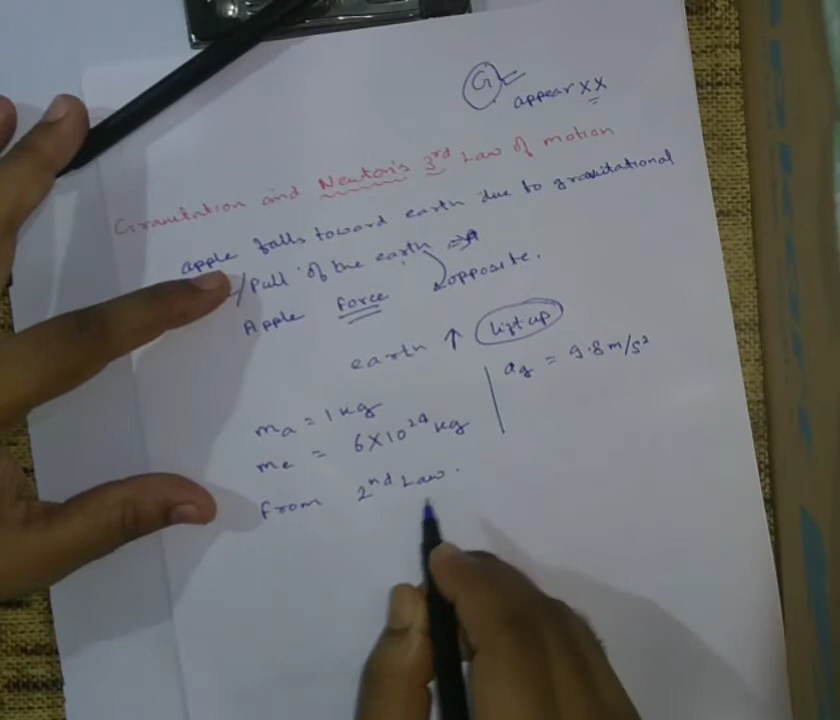 G
appear XX
Gravitation and Newton's 3rd Law of motion
apple falls toward earth due to gravitational
/Pull of the earth ⇒
Apple force opposite.
earth ↑ lift up
ma = 1 kg
ag = 9.8 m/s²
me = 6X10²⁴ kg
From 2nd Law.